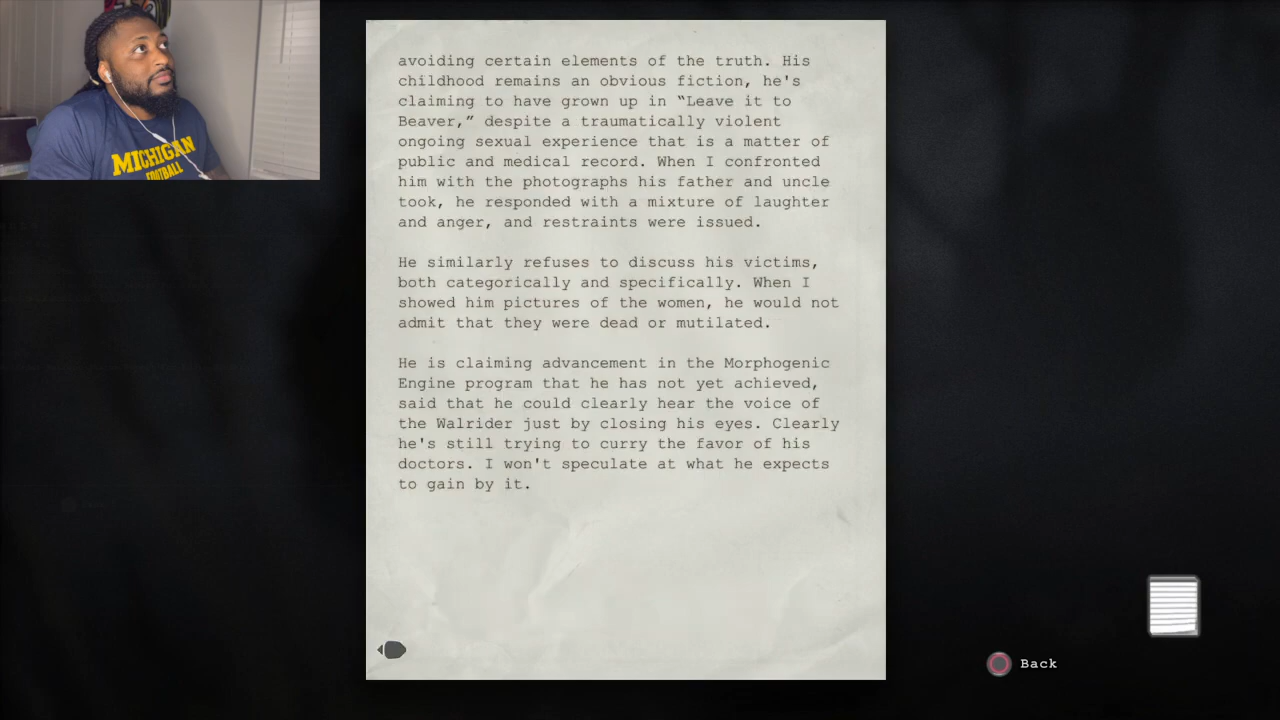 MICHIGAN
FOOTBALL
avoiding certain elements of the truth. His
childhood remains an obvious fiction, he's
claiming to have grown up in “Leave it to
Beaver,” despite a traumatically violent
ongoing sexual experience that is a matter of
public and medical record. When I confronted
him with the photographs his father and uncle
took, he responded with a mixture of laughter
and anger, and restraints were issued.
He similarly refuses to discuss his victims,
both categorically and specifically. When I
showed him pictures of the women, he would not
admit that they were dead or mutilated.
He is claiming advancement in the Morphogenic
Engine program that he has not yet achieved,
said that he could clearly hear the voice of
the Walrider just by closing his eyes. Clearly
he's still trying to curry the favor of his
doctors. I won't speculate at what he expects
to gain by it.
Back